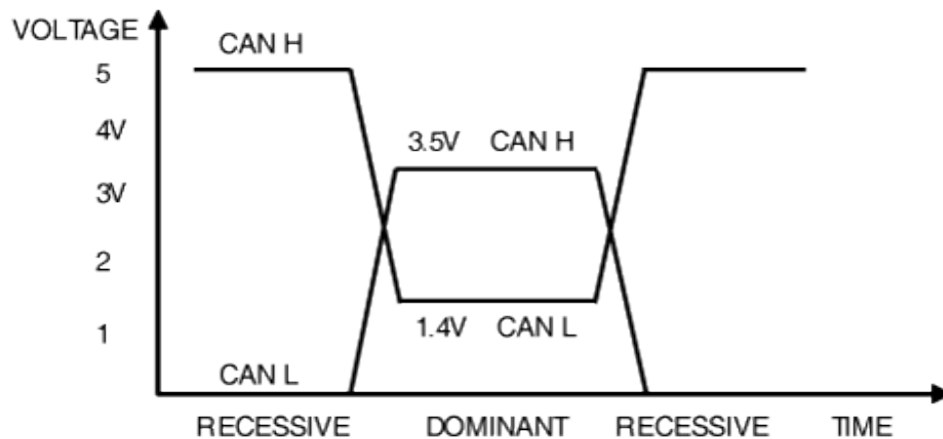 VOLTAGE
CAN H
5
4V
3.5V CAN H
3V
2
1.4V CAN L
1
CAN L
RECESSIVE DOMINANT RECESSIVE TIME